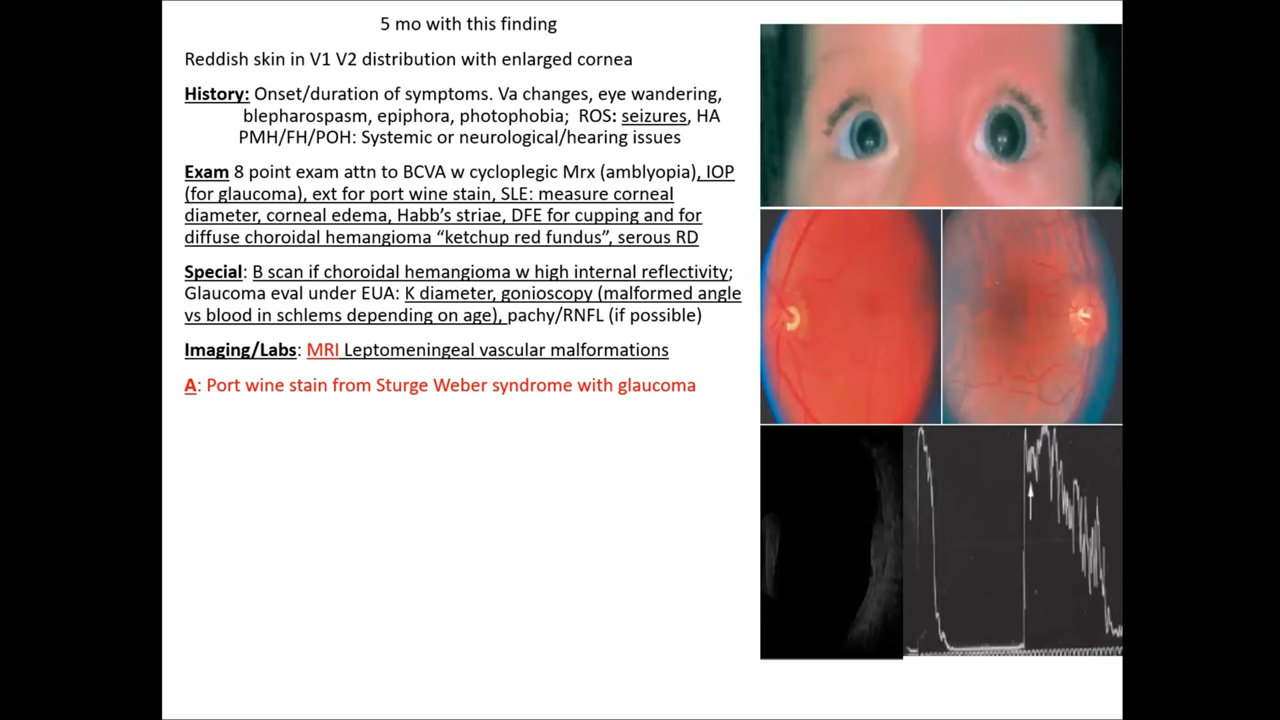 5 mo with this finding
Reddish skin in V1 V2 distribution with enlarged cornea
History: Onset/duration of symptoms. Va changes, eye wandering,
blepharospasm, epiphora, photophobia; ROS: seizures, HA
PMH/FH/POH: Systemic or neurological/hearing issues
Exam 8 point exam attn to BCVA w cycloplegic Mrx (amblyopia), IOP
(for glaucoma), ext for port wine stain, SLE: measure corneal
diameter, corneal edema, Habb’s striae, DFE for cupping and for
diffuse choroidal hemangioma “ketchup red fundus”, serous RD
Special: B scan if choroidal hemangioma w high internal reflectivity;
Glaucoma eval under EUA: K diameter, gonioscopy (malformed angle
vs blood in schlems depending on age), pachy/RNFL (if possible)
Imaging/Labs: MRI Leptomeningeal vascular malformations
A: Port wine stain from Sturge Weber syndrome with glaucoma